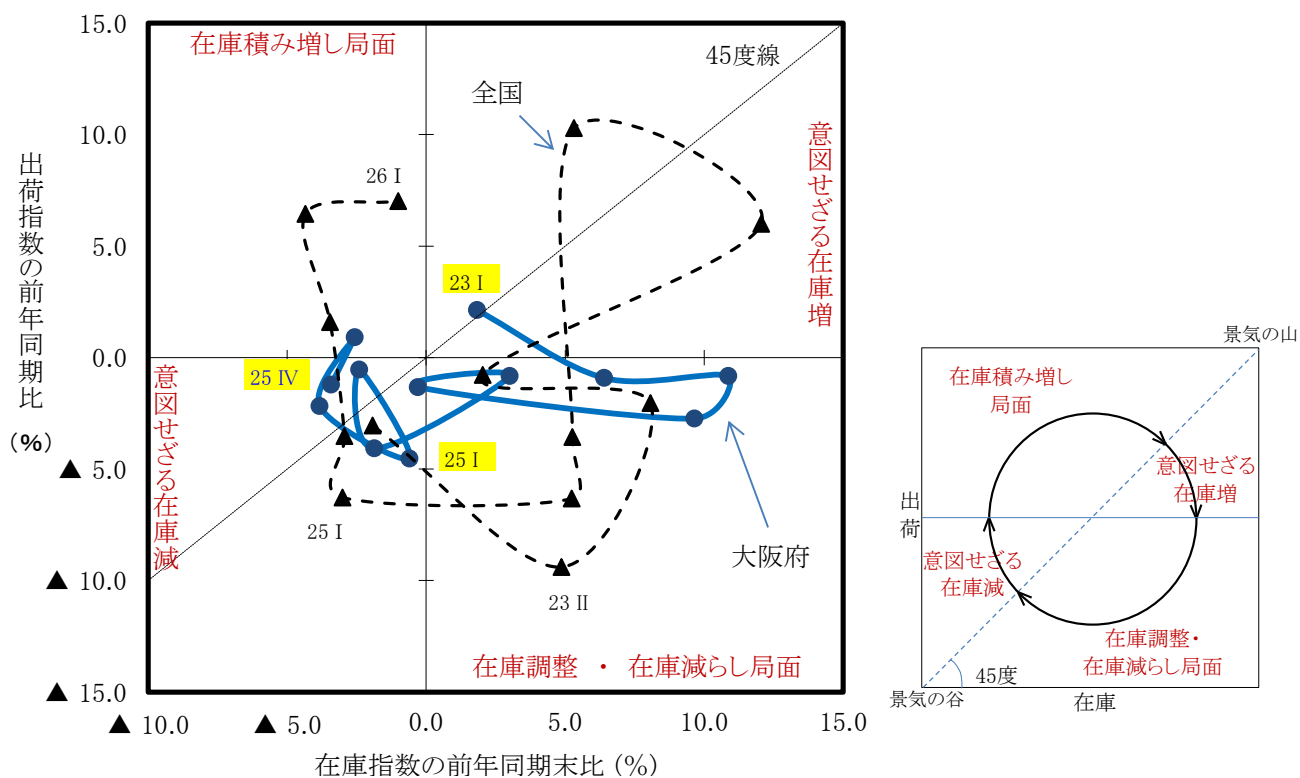 15.0
10.0
5.0
0.0
▲ 5.0
▲ 10.0
▲ 15.0
出荷指数の前年同期比
(%)
在庫積み増し局面
45度線
全国
意図せざる在庫増
26 I
23 I
25 IV
意図せざる在庫減
25 I
25 I
23 II
大阪府
在庫調整 ・ 在庫減らし局面
▲ 10.0
▲ 5.0
0.0
5.0
10.0
15.0
在庫指数の前年同期末比 (%)
景気の山
在庫積み増し
局面
意図せざる
在庫増
出荷
意図せざる
在庫減
在庫調整・
在庫減らし局面
45度
景気の谷
在庫